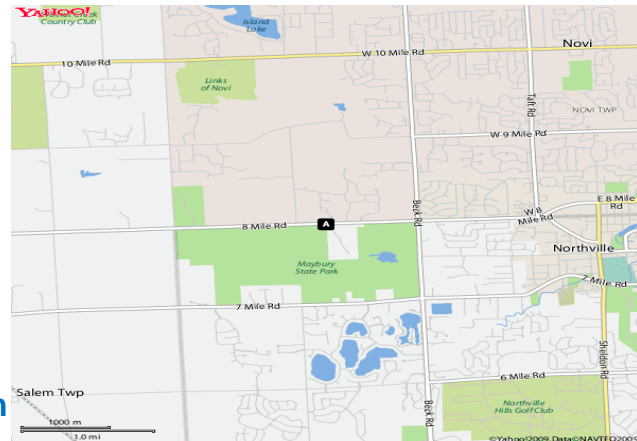 YAHOO!
Country Club
Island
Lake
W 10 Mile Rd
Novi
10 Mile Rd
Links
of Novi
Taft Rd
NOVI TWP
W 9 Mile Rd
Beck Rd
W 8
Mile Rd
E 8 Mile
Rd
8 Mile Rd
A
Northville
Maybury
State Park
7 Mile Rd
7 Mile Rd
Sheldon Rd
6 Mile Rd
Salem Twp
n
Beck Rd
Northville
Hills Golf Club
1000 m
1.0 mi
©Yahoo!2009, Data©NAVTEQ2009